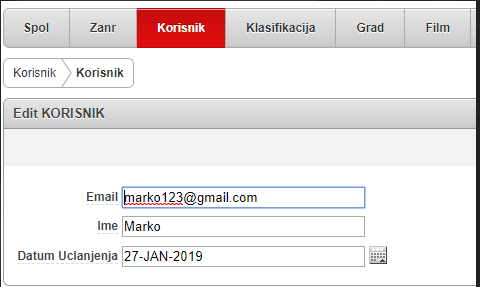 Spol Zanr Korisnik Klasifikacija Grad Film
Korisnik Korisnik
Edit KORISNIK
Email marko123@gmail.com
Ime Marko
Datum Uclanjenja 27-JAN-2019